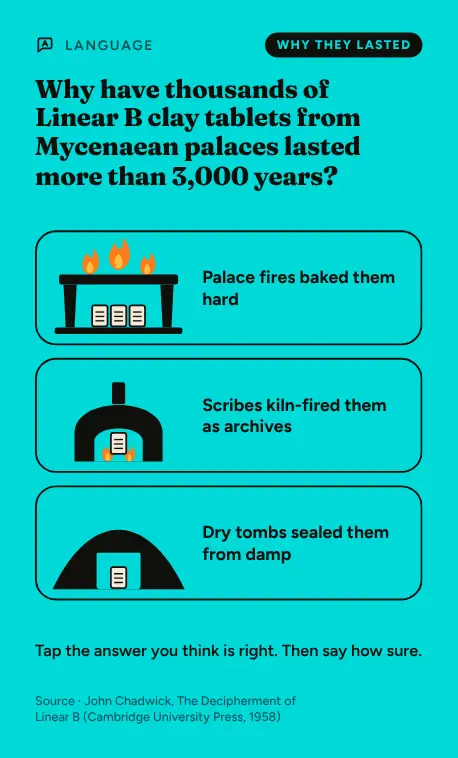 LANGUAGE
WHY THEY LASTED
Why have thousands of
Linear B clay tablets from
Mycenaean palaces lasted
more than 3,000 years?
Palace fires baked them
hard
Scribes kiln-fired them
as archives
Dry tombs sealed them
from damp
Tap the answer you think is right. Then say how sure.
Source · John Chadwick, The Decipherment of
Linear B (Cambridge University Press, 1958)